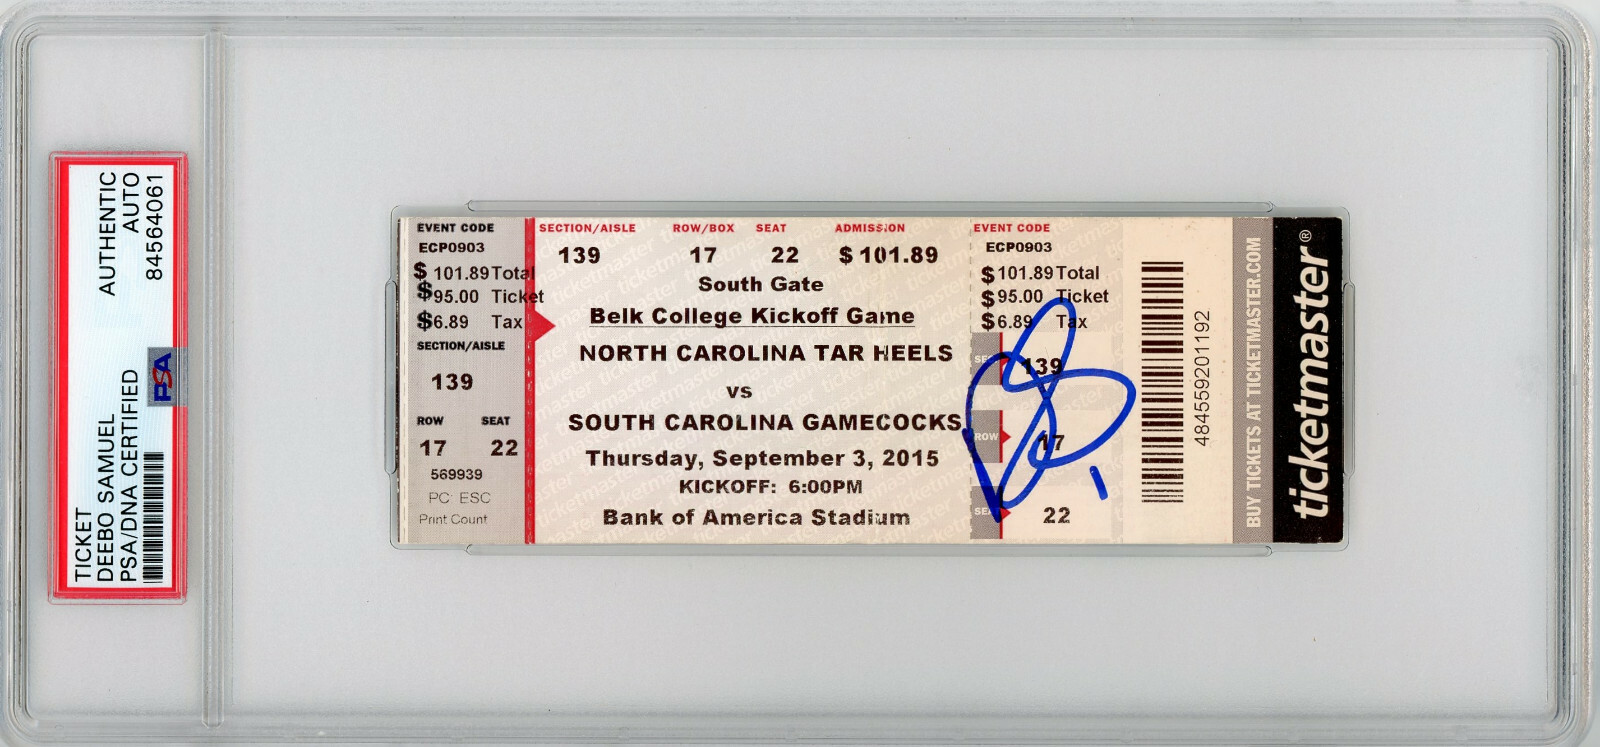 TICKET
DEEBO SAMUEL
PSA/DNA CERTIFIED
AUTHENTIC
AUTO
84564061
PSA
EVENT CODE
ECP0903
$ 101.89 Total
$ 95.00 Ticket
$ 6.89 Tax
SECTION/AISLE
139
ROW SEAT
17 22
569939
PC: ESC
Print Count
SECTION/AISLE ROW/BOX SEAT ADMISSION
139 17 22 $ 101.89
South Gate
Belk College Kickoff Game
NORTH CAROLINA TAR HEELS
vs
SOUTH CAROLINA GAMECOCKS
Thursday, September 3, 2015
KICKOFF: 6:00PM
Bank of America Stadium
EVENT CODE
ECP0903
$ 101.89 Total
$ 95.00 Ticket
$ 6.89 Tax
139
ROW 17
22
1
484559201192
BUY TICKETS AT TICKETMASTER.COM
ticketmaster®